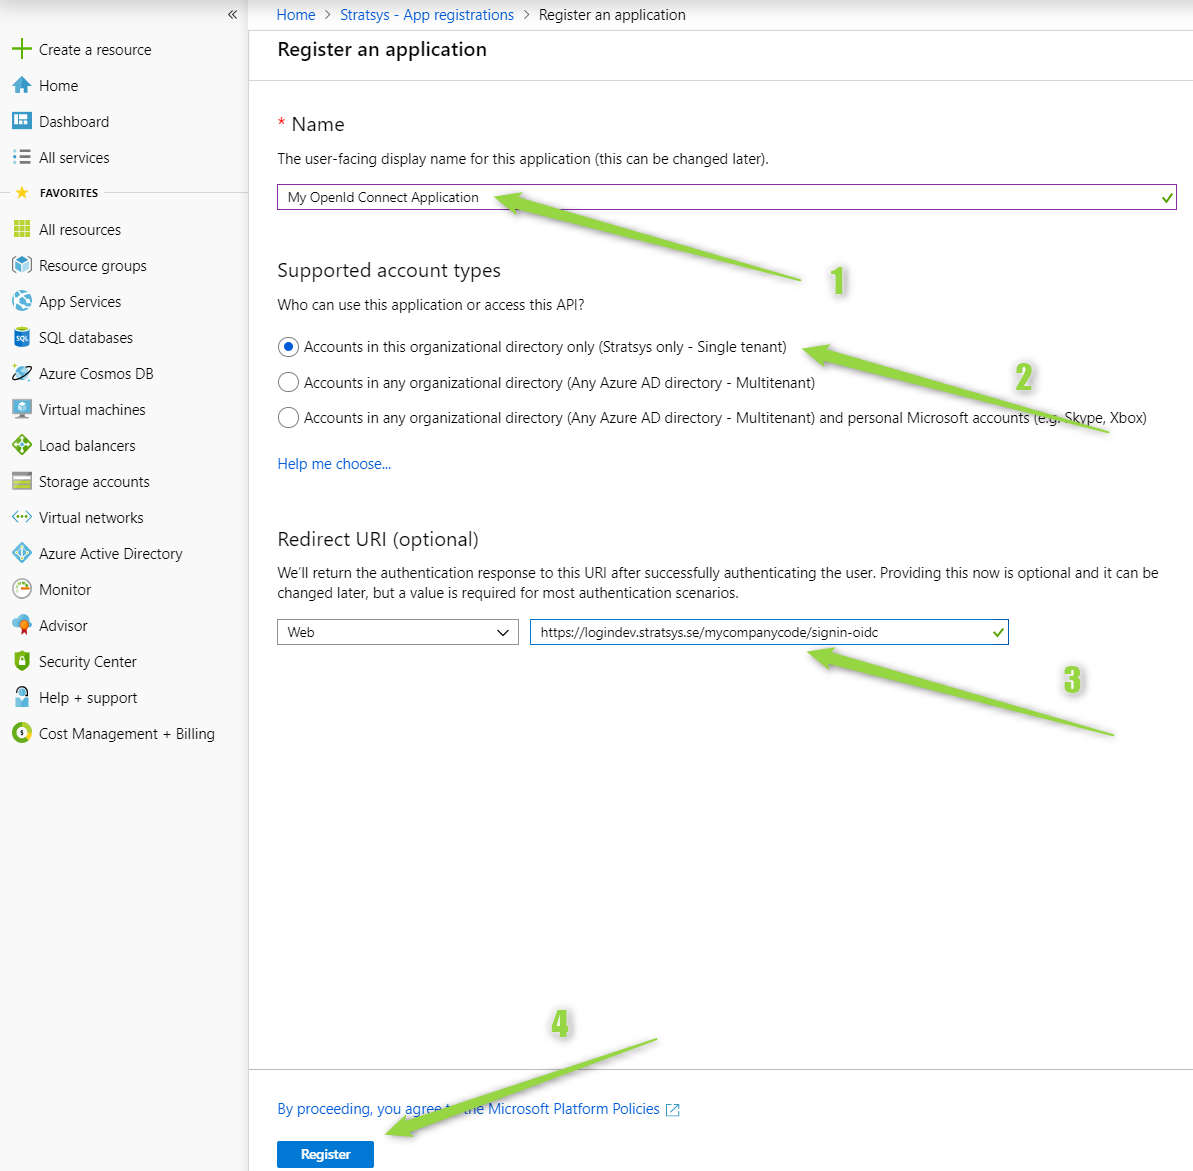 «
Home > Stratsys - App registrations > Register an application
Register an application
Create a resource
Home
Dashboard
All services
FAVORITES
All resources
Resource groups
App Services
SQL databases
Azure Cosmos DB
Virtual machines
Load balancers
Storage accounts
Virtual networks
Azure Active Directory
Monitor
Advisor
Security Center
Help + support
Cost Management + Billing
* Name
The user-facing display name for this application (this can be changed later).
My OpenId Connect Application
1
Supported account types
Who can use this application or access this API?
Accounts in this organizational directory only (Stratsys only - Single tenant)
2
Accounts in any organizational directory (Any Azure AD directory - Multitenant)
Accounts in any organizational directory (Any Azure AD directory - Multitenant) and personal Microsoft accounts (e.g. Skype, Xbox)
Help me choose...
Redirect URI (optional)
We'll return the authentication response to this URI after successfully authenticating the user. Providing this now is optional and it can be
changed later, but a value is required for most authentication scenarios.
Web
https://logindev.stratsys.se/mycompanycode/signin-oidc
3
4
By proceeding, you agree to the Microsoft Platform Policies
Register